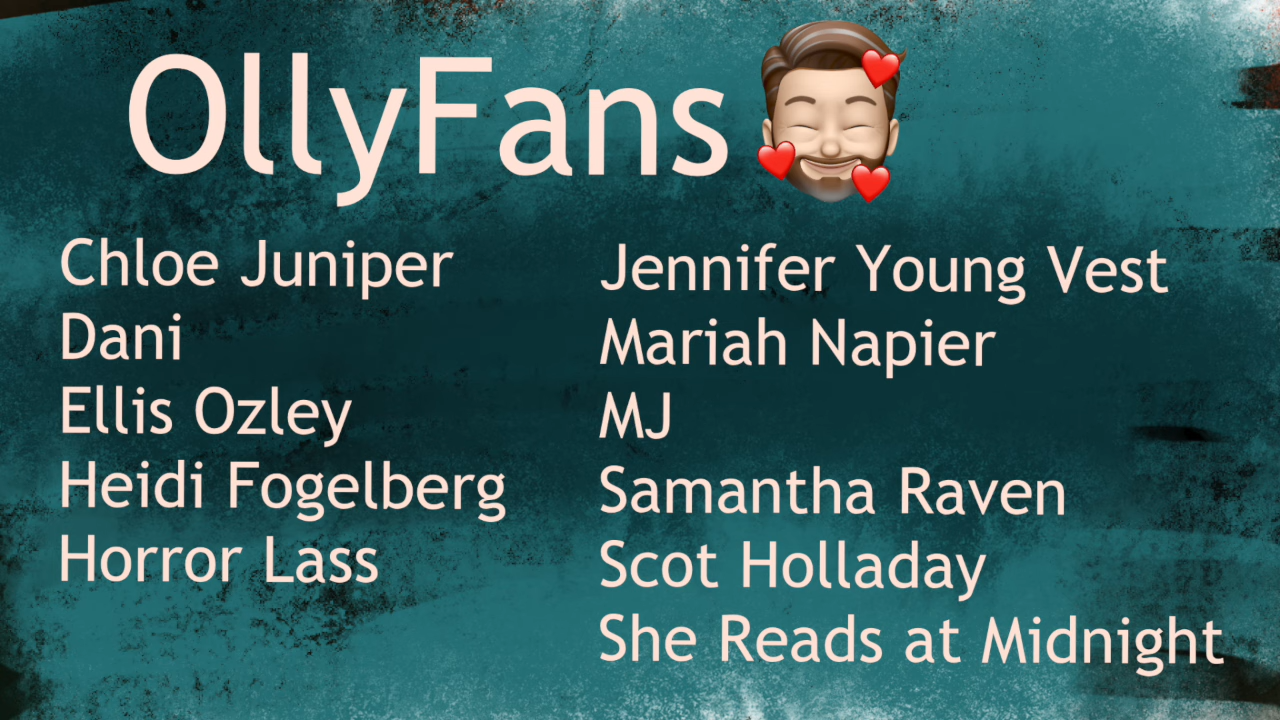 OllyFans
Chloe Juniper
Dani
Ellis Ozley
Heidi Fogelberg
Horror Lass
Jennifer Young Vest
Mariah Napier
MJ
Samantha Raven
Scot Holladay
She Reads at Midnight